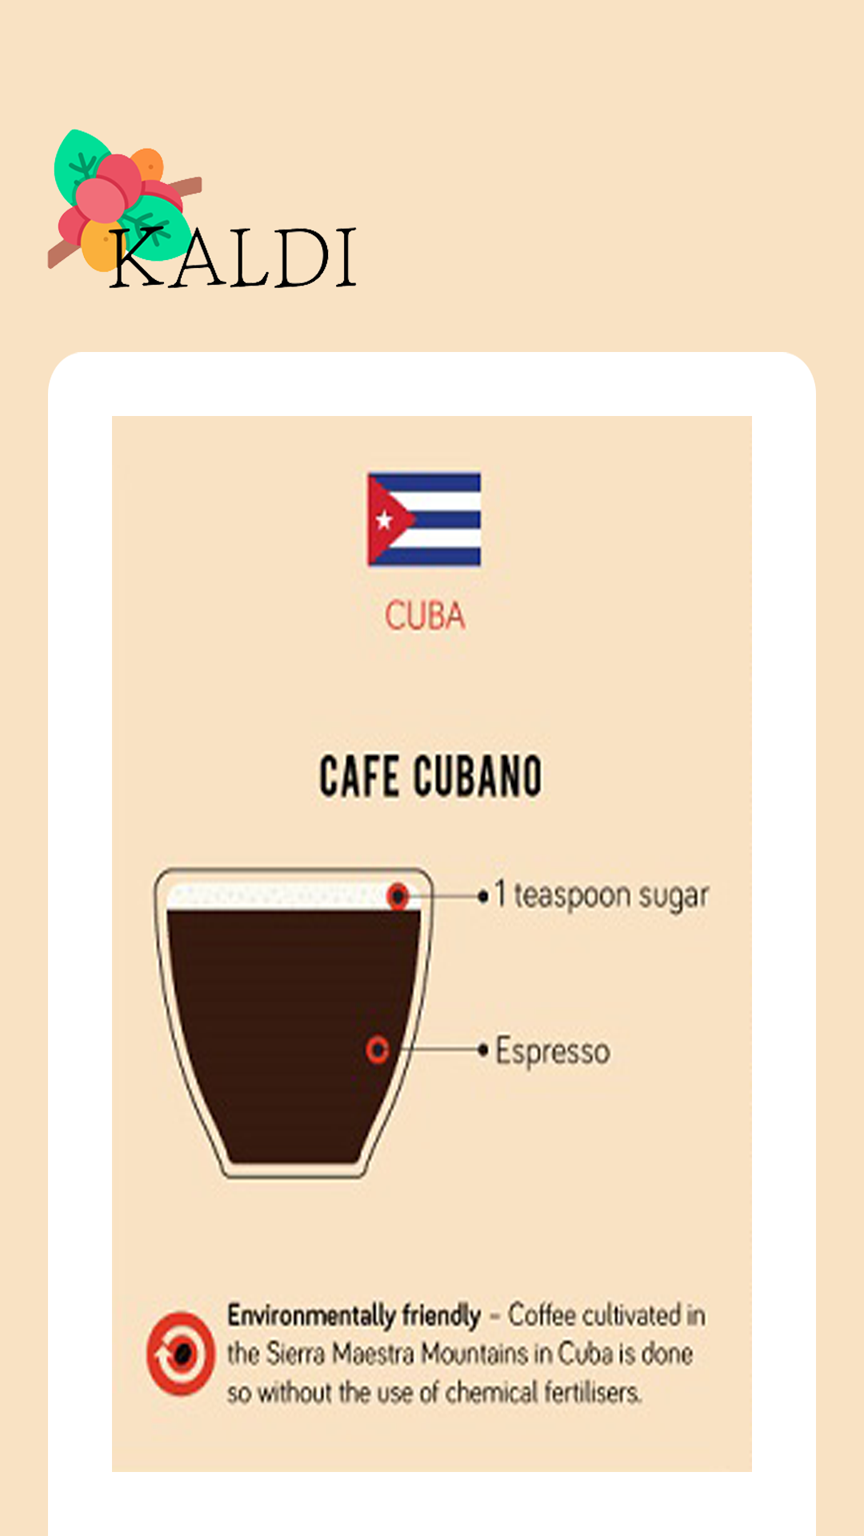 KALDI
CUBA
CAFE CUBANO
1 teaspoon sugar
Espresso
Environmentally friendly – Coffee cultivated in
the Sierra Maestra Mountains in Cuba is done
so without the use of chemical fertilisers.